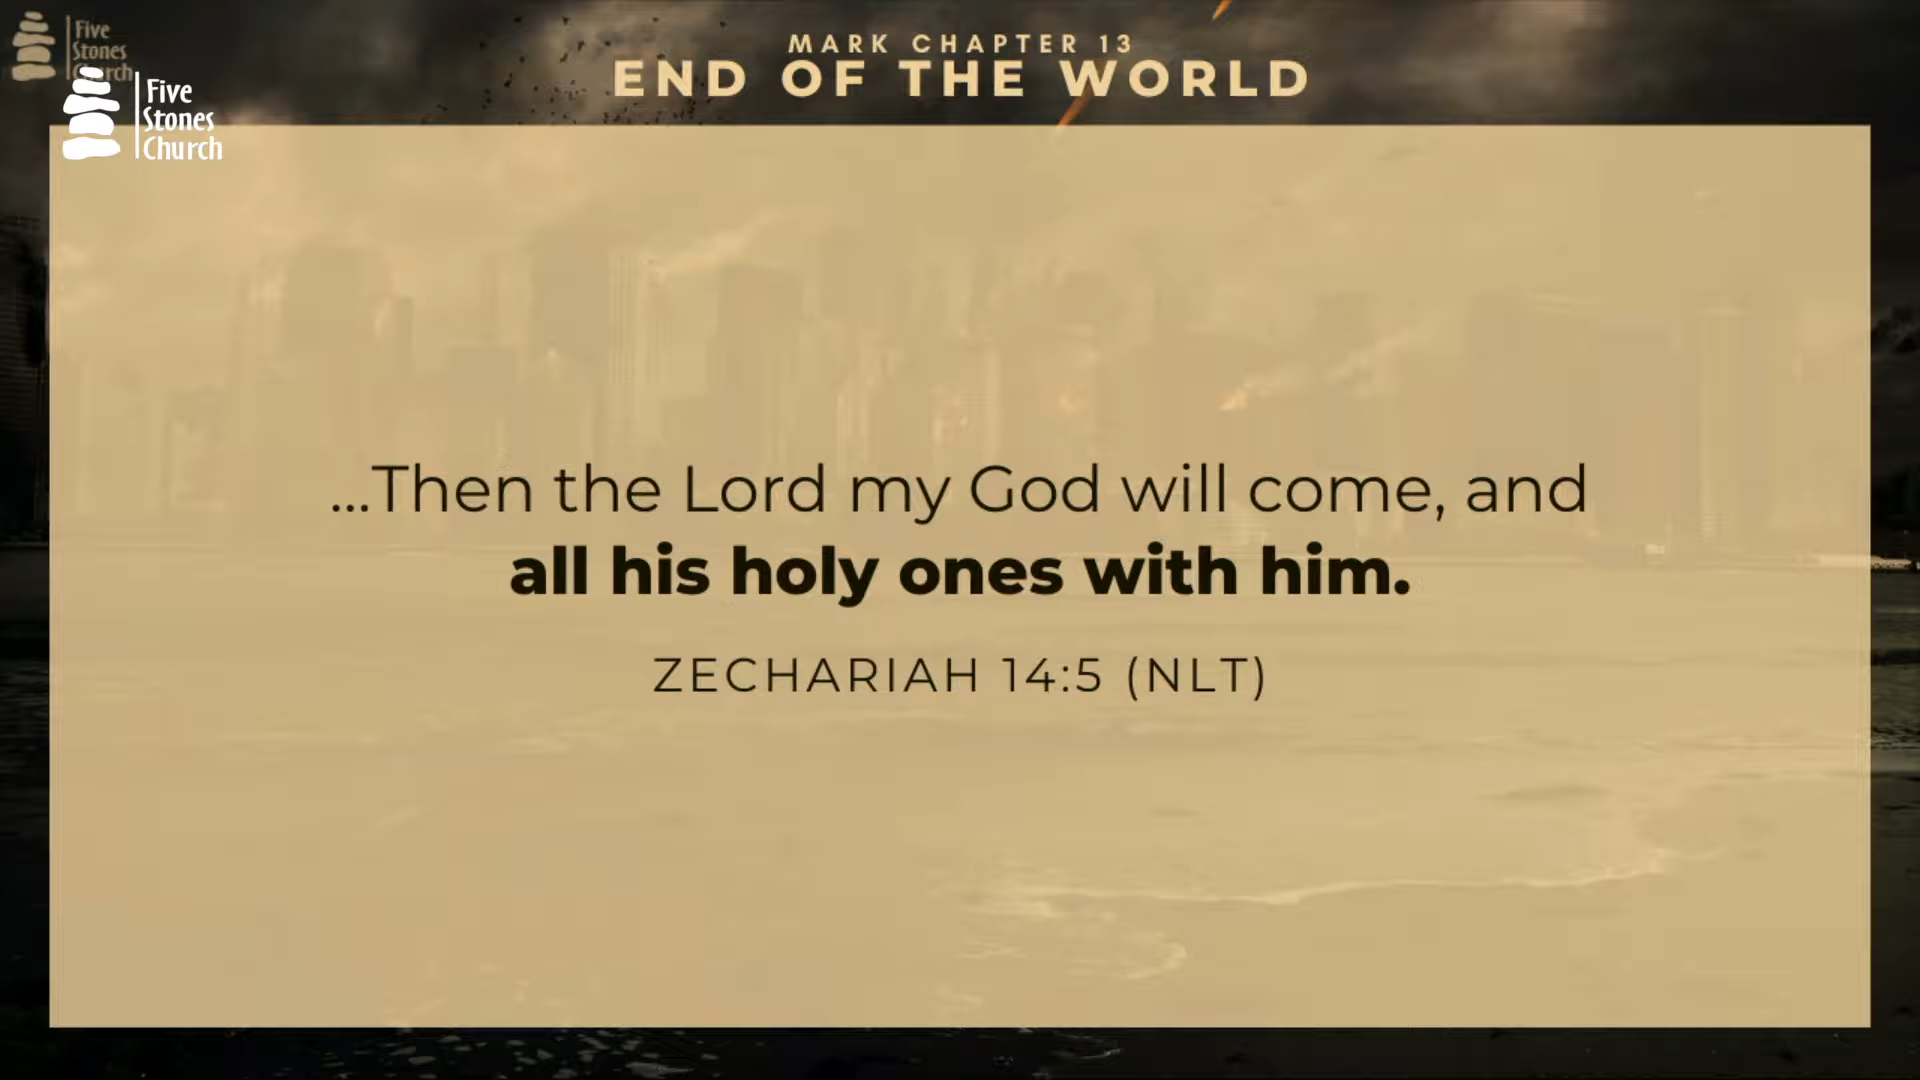 Five
Stones
Church
Five
Stones
Church
MARK CHAPTER 13
END OF THE WORLD
...Then the Lord my God will come, and
all his holy ones with him.
ZECHARIAH 14:5 (NLT)